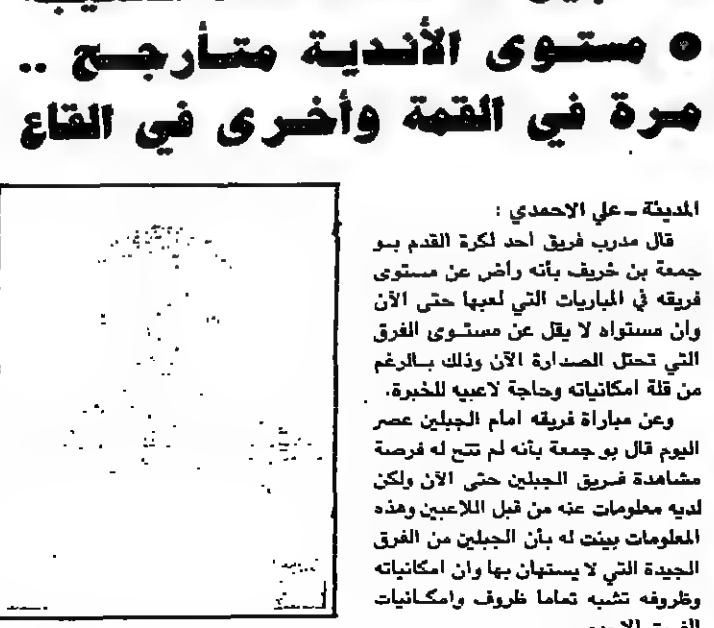 ● مستوى الأندية متأرجح ..
مرة في القمة وأخرى في القاع
المدينة ــ علي الاحمدي :
قال مدرب فريق احد لكرة القدم بو
جمعة بن خريف بأنه راض عن مستوى
فريقه في المباريات التي لعبها حتى الآن
وان مستواه لا يقل عن مستوى الفرق
التي تحتل الصدارة الآن وذلك بالرغم
من قلة امكانياته وحاجة لاعبيه للخبرة.
وعن مباراة فريقه امام الجبلين عصر
اليوم قال بو جمعة بأنه لم تتح له فرصة
مشاهدة فريق الجبلين حتى الآن ولكن
لديه معلومات عنه من قبل اللاعبين وهذه
المعلومات بينت له بأن الجبلين من الفرق
الجيدة التي لا يستهان بها وان امكانياته
وظروفه تشبه تماما ظروف وامكانيات